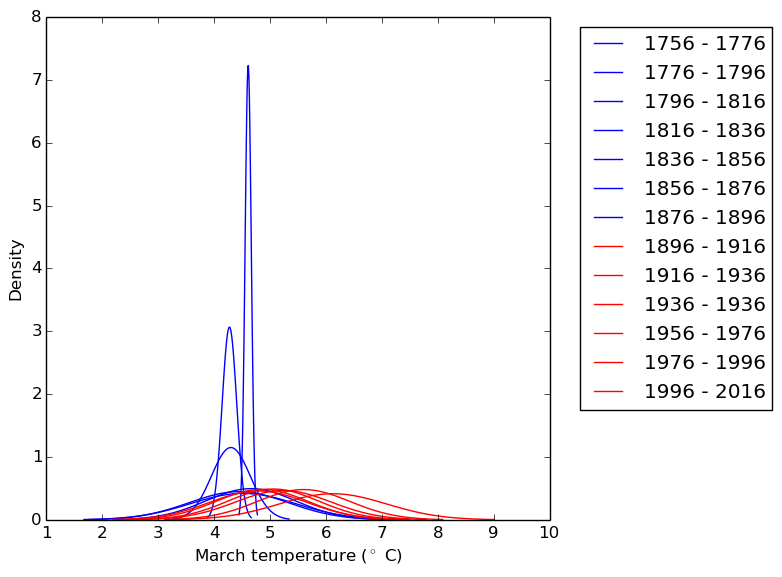 8
7
6
5
4
3
2
1
0
Density
1 2 3 4 5 6 7 8 9 10
March temperature (° C)
1756 - 1776
1776 - 1796
1796 - 1816
1816 - 1836
1836 - 1856
1856 - 1876
1876 - 1896
1896 - 1916
1916 - 1936
1936 - 1936
1956 - 1976
1976 - 1996
1996 - 2016